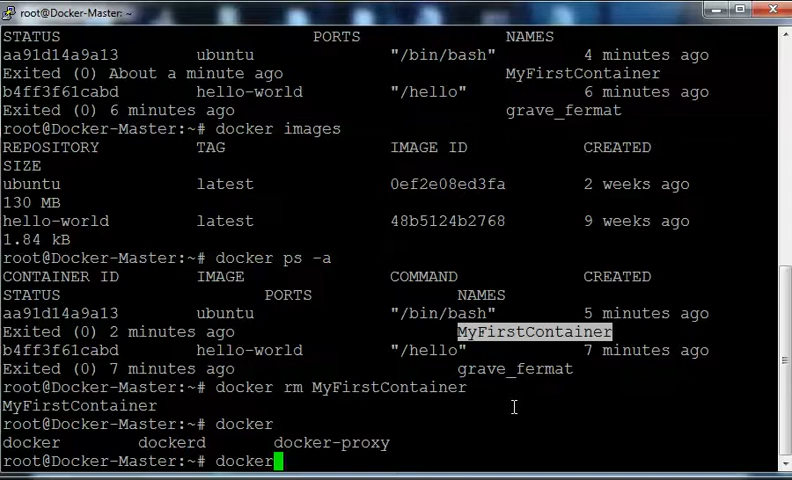 root@Docker-Master: ~
STATUS PORTS NAMES
aa91d14a9a13 ubuntu "/bin/bash" 4 minutes ago
Exited (0) About a minute ago MyFirstContainer
b4ff3f61cabd hello-world "/hello" 6 minutes ago
Exited (0) 6 minutes ago grave_fermat
root@Docker-Master:~# docker images
REPOSITORY TAG IMAGE ID CREATED
SIZE
ubuntu latest 0ef2e08ed3fa 2 weeks ago
130 MB
hello-world latest 48b5124b2768 9 weeks ago
1.84 kB
root@Docker-Master:~# docker ps -a
CONTAINER ID IMAGE COMMAND CREATED
STATUS PORTS NAMES
aa91d14a9a13 ubuntu "/bin/bash" 5 minutes ago
Exited (0) 2 minutes ago MyFirstContainer
b4ff3f61cabd hello-world "/hello" 7 minutes ago
Exited (0) 7 minutes ago grave_fermat
root@Docker-Master:~# docker rm MyFirstContainer
MyFirstContainer
root@Docker-Master:~# docker
docker dockerd docker-proxy
root@Docker-Master:~# docker